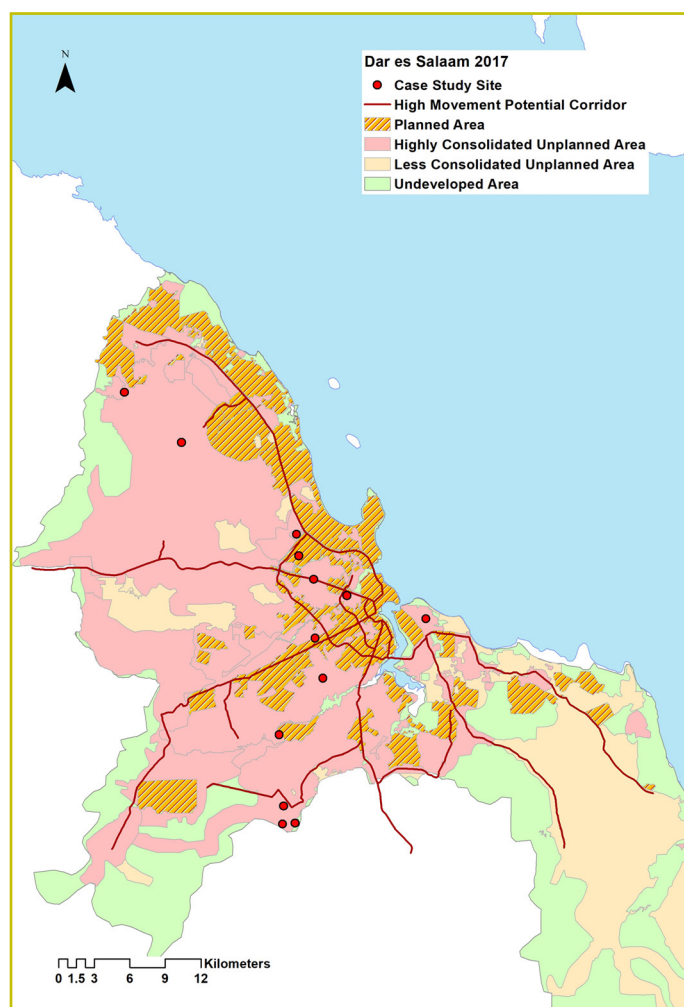 N
Dar es Salaam 2017
Case Study Site
High Movement Potential Corridor
Planned Area
Highly Consolidated Unplanned Area
Less Consolidated Unplanned Area
Undeveloped Area
Kilometers
0 1.5 3 6 9 12